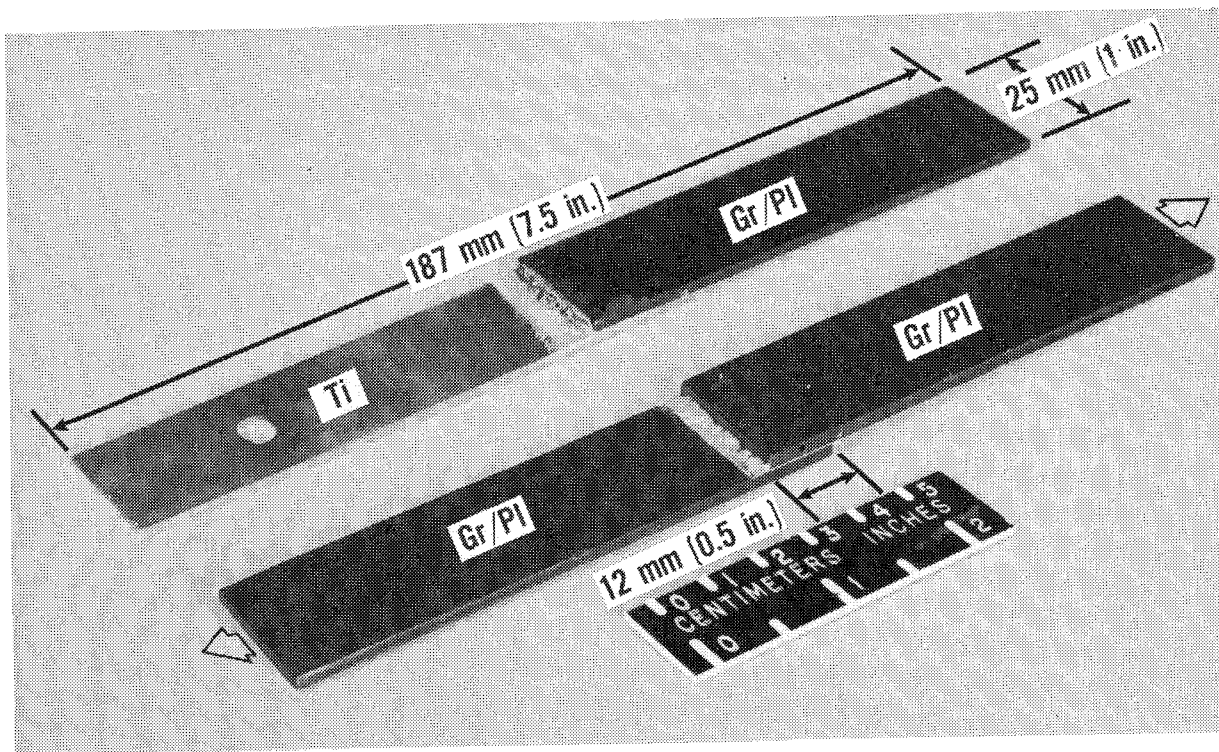 25 mm (1 in.)
187 mm (7.5 in.)
Gr/PI
Ti
Gr/PI
Gr/PI
12 mm (0.5 in.)
0 1 2 3 4 5
CENTIMETERS INCHES
0 1 2